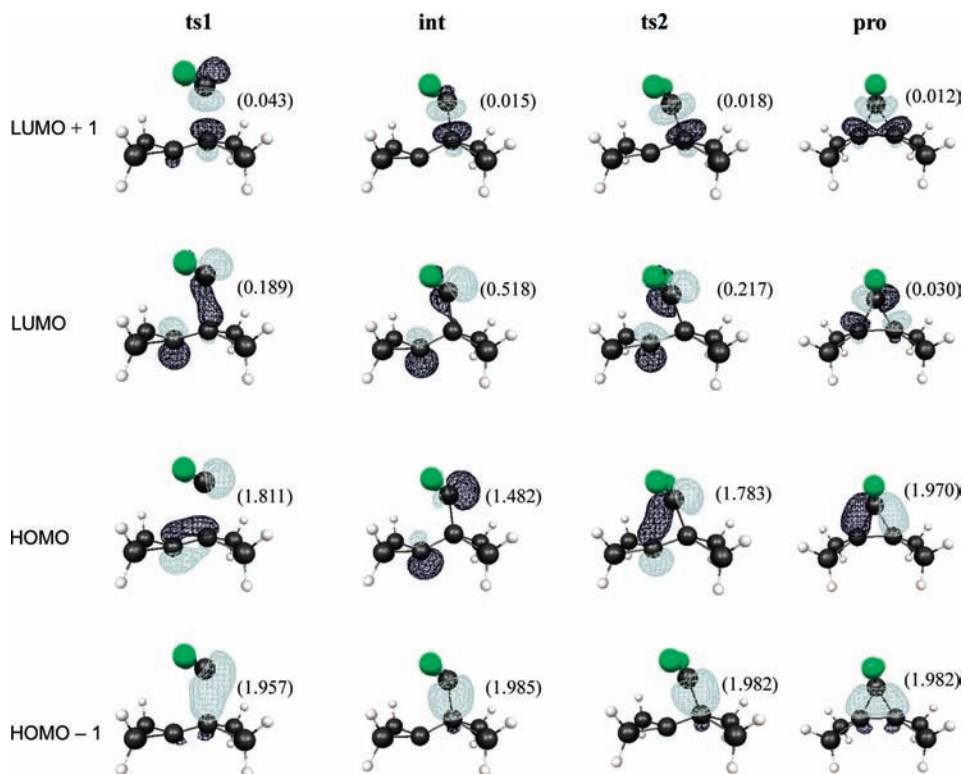 ts1 int ts2 pro
LUMO + 1 (0.043) (0.015) (0.018) (0.012)
LUMO (0.189) (0.518) (0.217) (0.030)
HOMO (1.811) (1.482) (1.783) (1.970)
HOMO – 1 (1.957) (1.985) (1.982) (1.982)